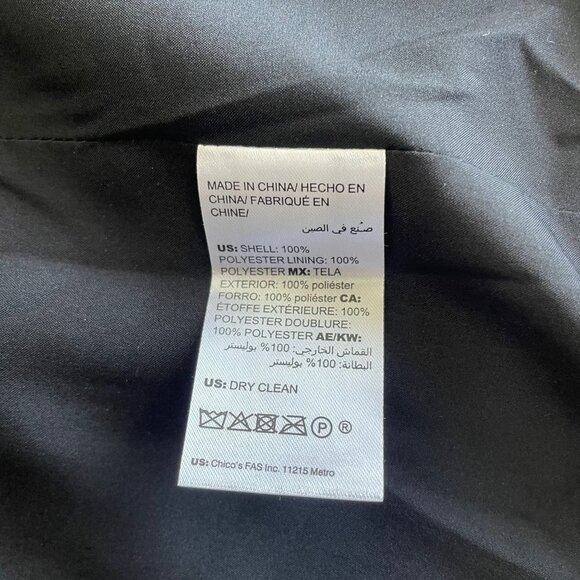 MADE IN CHINA/ HECHO EN
CHINA/ FABRIQUÉ EN
CHINE/
صنع في الصين
US: SHELL: 100%
POLYESTER LINING: 100%
POLYESTER MX: TELA
EXTERIOR: 100% poliéster
FORRO: 100% poliéster CA:
ÉTOFFE EXTÉRIEURE: 100%
POLYESTER DOUBLURE:
100% POLYESTER AE/KW:
القماش الخارجي: 100% بوليستر
البطانة: 100% بوليستر
US: DRY CLEAN
P ®
US: Chico's FAS Inc. 11215 Metro